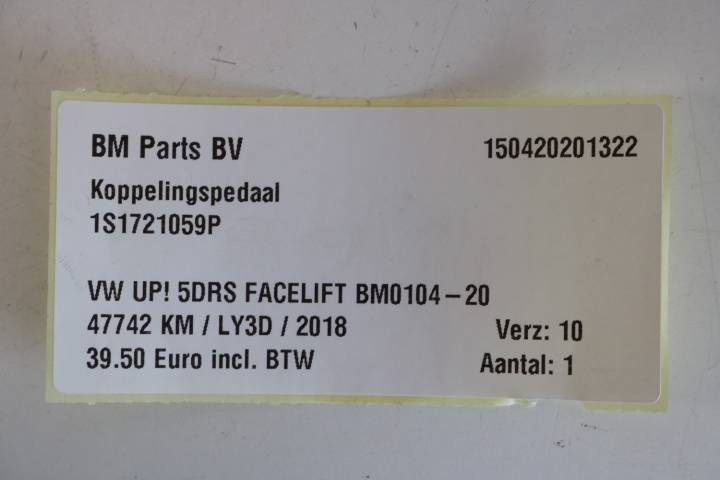 BM Parts BV 150420201322
Koppelingspedaal
1S1721059P
VW UP! 5DRS FACELIFT BM0104-20
47742 KM / LY3D / 2018 Verz: 10
39.50 Euro incl. BTW Aantal: 1